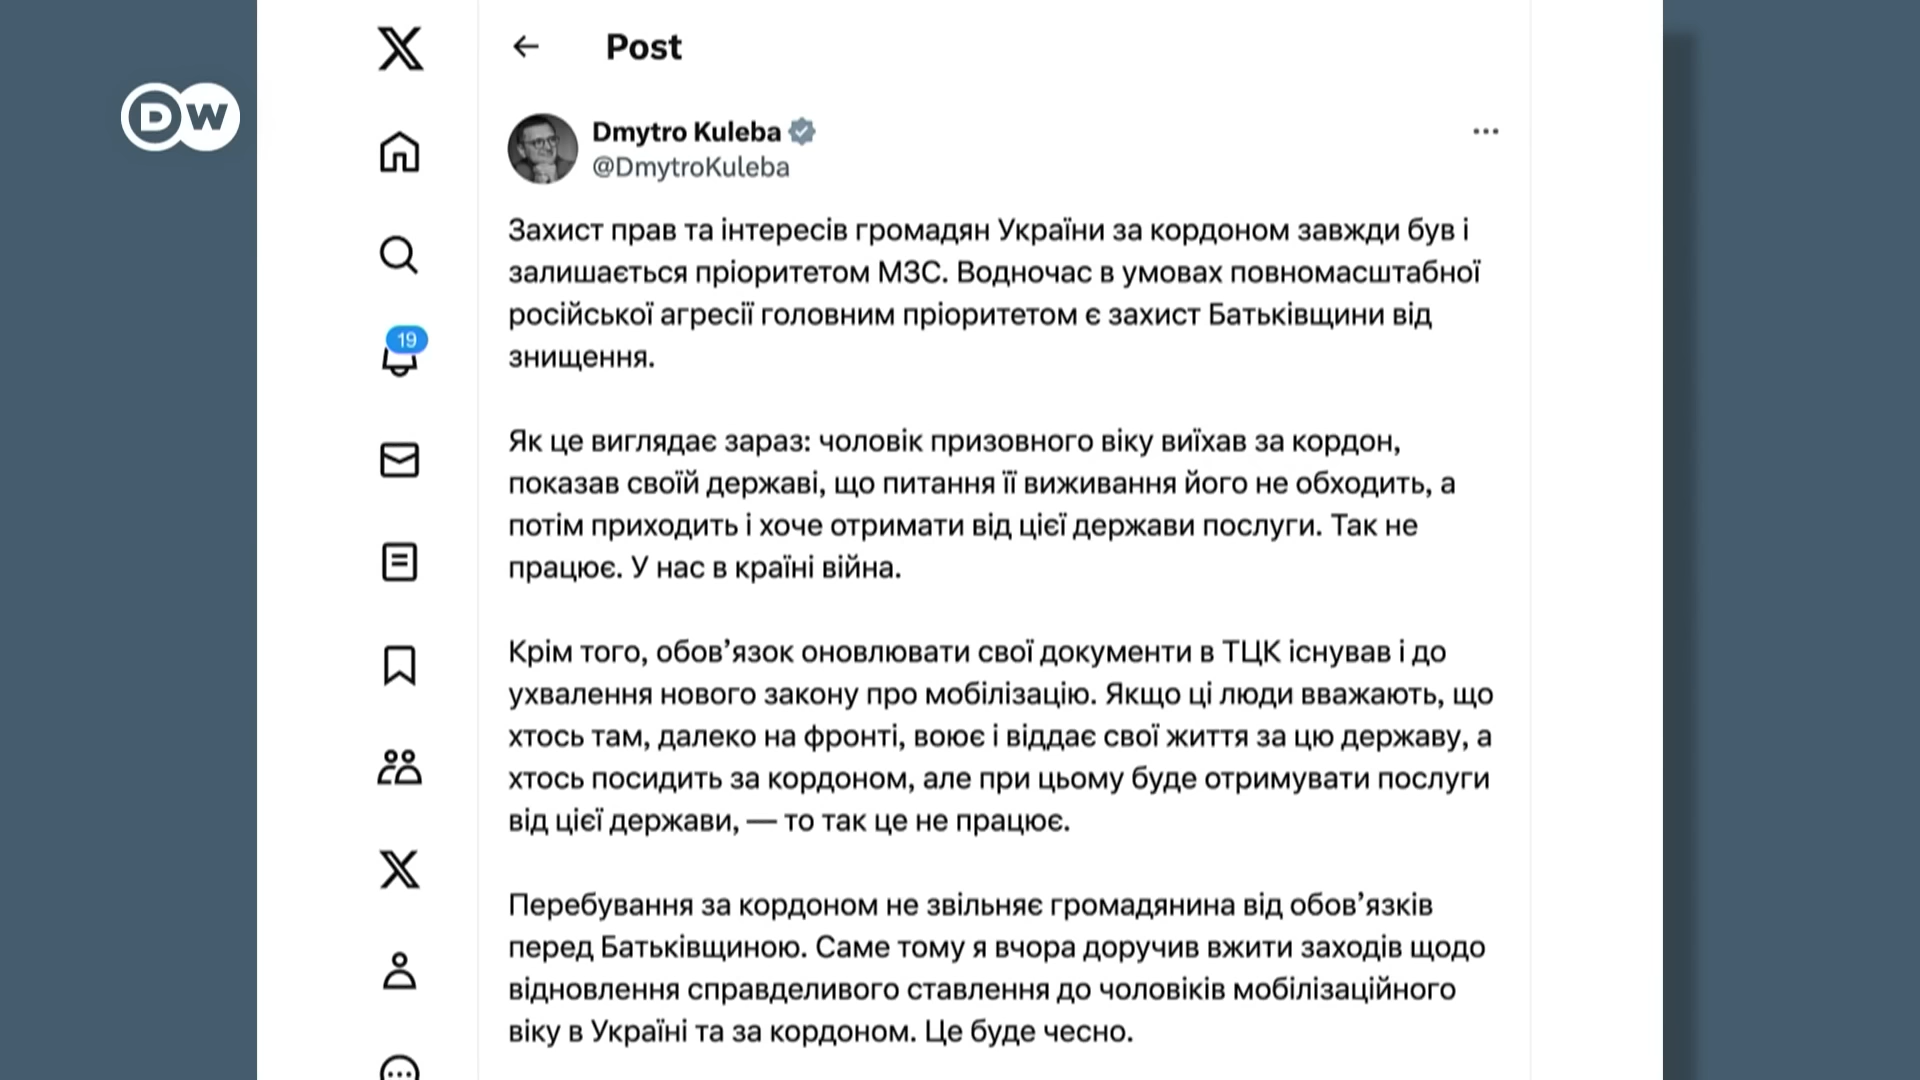 DW
Post
Dmytro Kuleba
@DmytroKuleba
Захист прав та інтересів громадян України за кордоном завжди був і
залишається пріоритетом МЗС. Водночас в умовах повномасштабної
російської агресії головним пріоритетом є захист Батьківщини від
знищення.
Як це виглядає зараз: чоловік призовного віку виїхав за кордон,
показав своїй державі, що питання її виживання його не обходить, а
потім приходить і хоче отримати від цієї держави послуги. Так не
працює. У нас в країні війна.
Крім того, обов’язок оновлювати свої документи в ТЦК існував і до
ухвалення нового закону про мобілізацію. Якщо ці люди вважають, що
хтось там, далеко на фронті, воює і віддає свої життя за цю державу, а
хтось посидить за кордоном, але при цьому буде отримувати послуги
від цієї держави, — то так це не працює.
Перебування за кордоном не звільняє громадянина від обов’язків
перед Батьківщиною. Саме тому я вчора доручив вжити заходів щодо
відновлення справедливого ставлення до чоловіків мобілізаційного
віку в Україні та за кордоном. Це буде чесно.
19